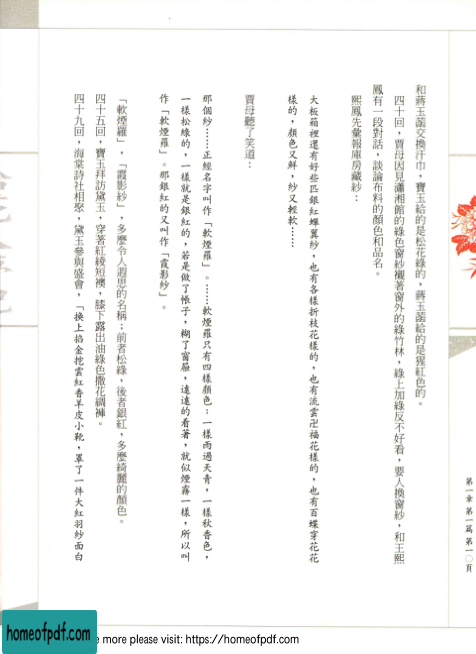 和蔣玉菡交換汗巾，寶玉給的是松花綠的，蔣玉菡給的是猩紅色的。
四十回，賈母因見瀟湘館的綠色窗紗襯著窗外的綠竹林，綠上加綠反不好看，要人換窗紗，和王熙
鳳有一段對話，談論布料的顏色和品名。
熙鳳先彙報庫房藏紗：
大板箱裡還有好些匹銀紅蟬翼紗，也有各樣折枝花樣的，也有流雲卍福花樣的，也有百蝶穿花花
樣的，顏色又鮮，紗又輕軟……
賈母聽了笑道：
那個紗……正經名字叫作「軟煙羅」。……軟煙羅只有四樣顏色：一樣雨過天青，一樣秋香色，
一樣松綠的，一樣就是銀紅的，若是做了帳子，糊了窗屜，遠遠的看著，就似煙霧一樣，所以叫
作「軟煙羅」。那銀紅的又叫作「霞影紗」。
「軟煙羅」，「霞影紗」，多麼令人遐思的名稱；前者松綠，後者銀紅，多麼綺麗的顏色。
四十五回，寶玉拜訪黛玉，穿著紅綾短襖，膝下露出油綠色撒花綢褲。
四十九回，海棠詩社相聚，黛玉參與盛會，「換上掐金挖雲紅香羊皮小靴，罩了一件大紅羽紗面白
第一章第一篇第一〇頁
homeofpdf.com
e more please visit: https://homeofpdf.com